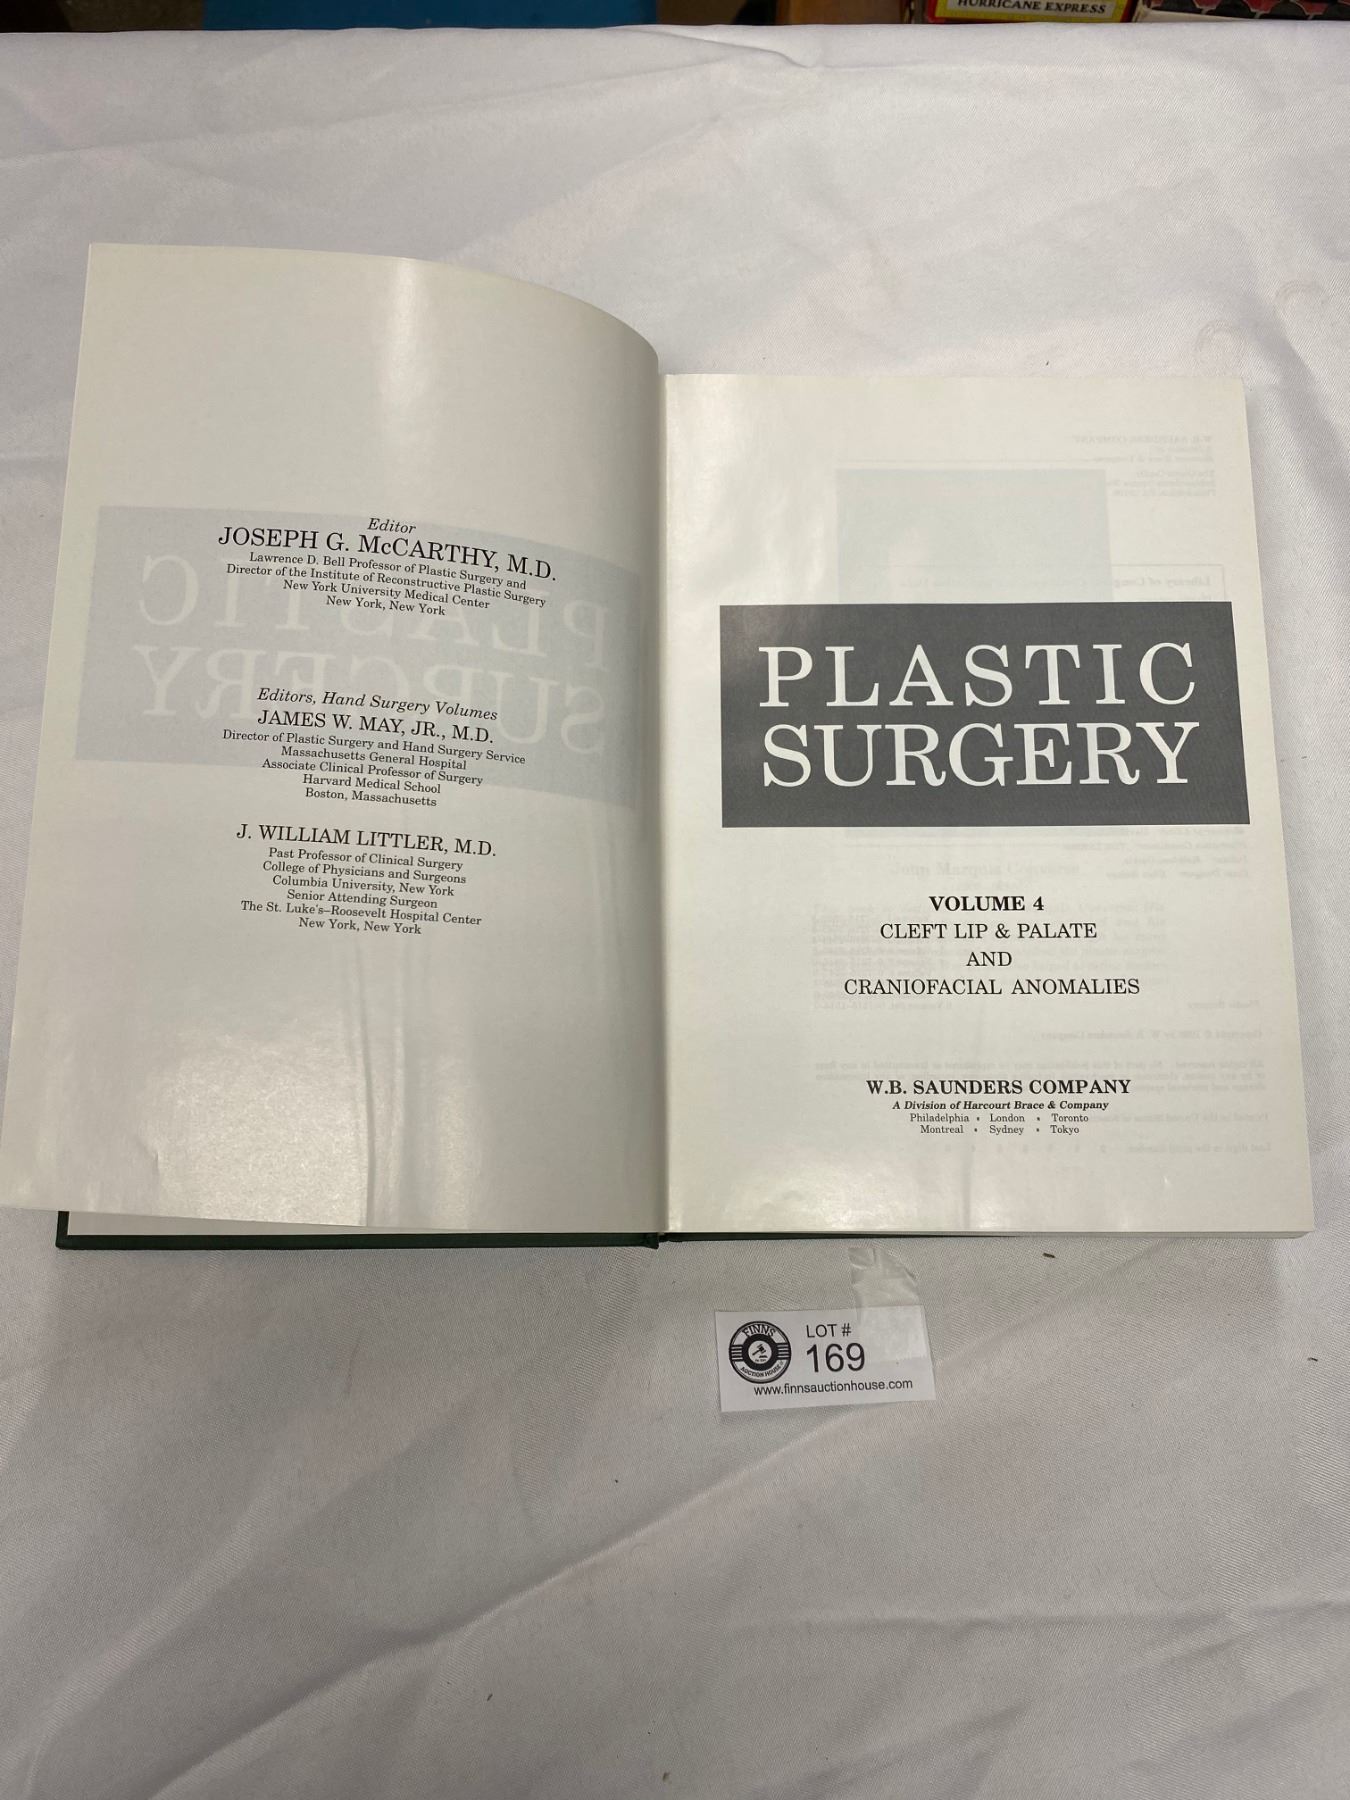 HURRICANE EXPRESS
Editor
JOSEPH G. McCARTHY, M.D.
Lawrence D. Bell Professor of Plastic Surgery and
Director of the Institute of Reconstructive Plastic Surgery
New York University Medical Center
New York, New York
Editors, Hand Surgery Volumes
JAMES W. MAY, JR., M.D.
Director of Plastic Surgery and Hand Surgery Service
Massachusetts General Hospital
Associate Clinical Professor of Surgery
Harvard Medical School
Boston, Massachusetts
J. WILLIAM LITTLER, M.D.
Past Professor of Clinical Surgery
College of Physicians and Surgeons
Columbia University, New York
Senior Attending Surgeon
The St. Luke's–Roosevelt Hospital Center
New York, New York
PLASTIC
SURGERY
VOLUME 4
CLEFT LIP & PALATE
AND
CRANIOFACIAL ANOMALIES
W.B. SAUNDERS COMPANY
A Division of Harcourt Brace & Company
Philadelphia • London • Toronto
Montreal • Sydney • Tokyo
FINNS
AUCTION HOUSE
LOT #
169
www.finnsauctionhouse.com